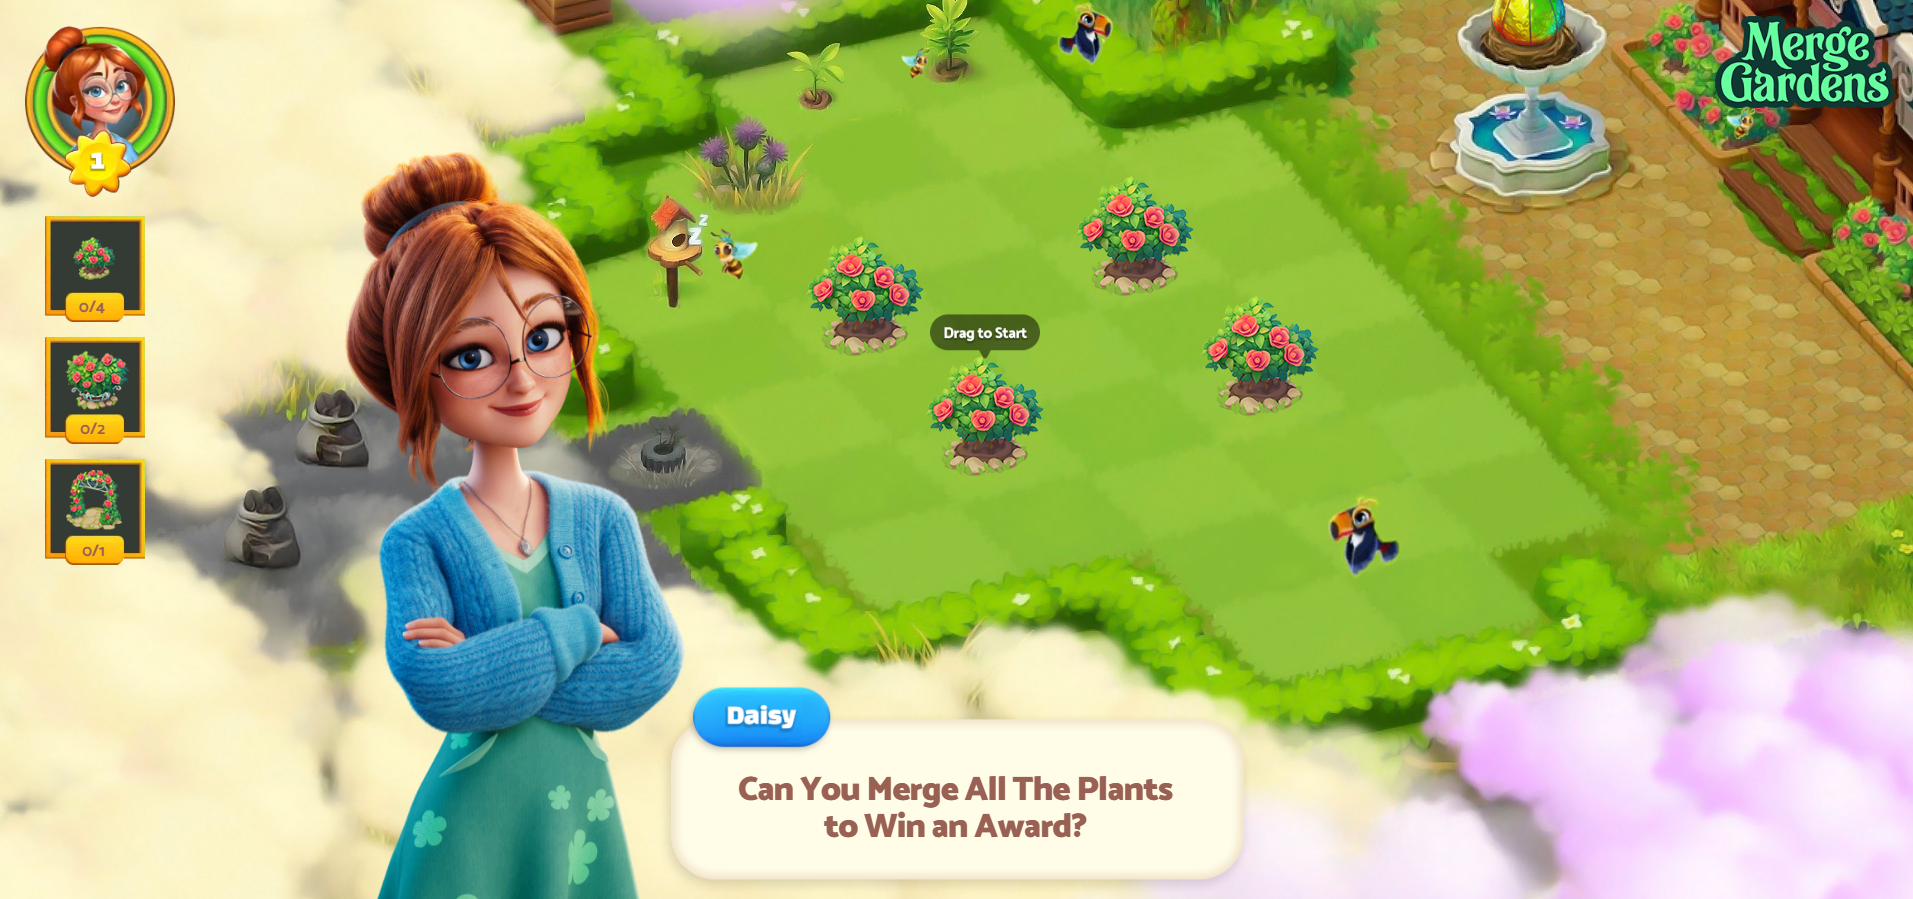 Merge
Gardens
1
0/4
0/2
0/1
z
z
Drag to Start
Daisy
Can You Merge All The Plants
to Win an Award?